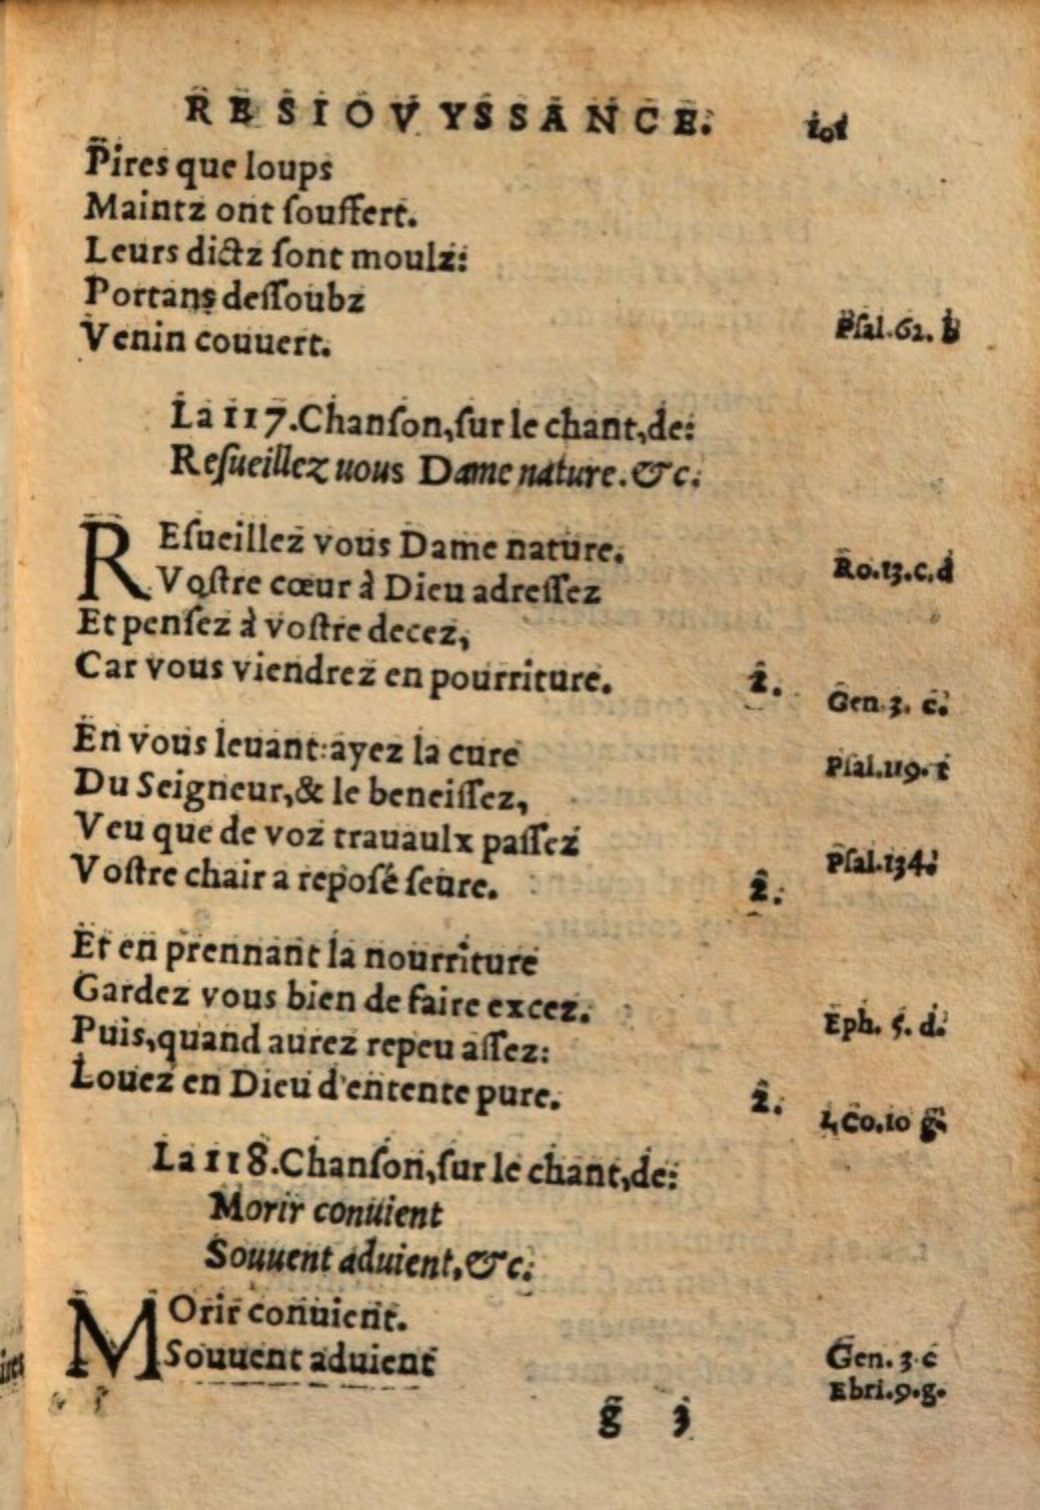 RESIOVYSSANCE. 101
Pires que loups
Maintz ont ſouffert.
Leurs dictz ſont moulz:
Portans deſſoubz
Venin couuert. Pſal.62. b
La 117.Chanſon,ſur le chant,de:
Reſueillez uous Dame nature.&c.
REſueillez vous Dame nature. Ro.13.c.d
Voſtre cœur à Dieu adreſſez
Et penſez à voſtre decez,
Car vous viendrez en pourriture. 2. Gen.3. c.
En vous leuant:ayez la cure Pſal.119. t
Du Seigneur,& le beneiſſez,
Veu que de voz trauaulx paſſez Pſal.134.
Voſtre chair a repoſé ſeure. 2.
Et en prennant la nourriture
Gardez vous bien de faire excez. Eph. 5. d.
Puis,quand aurez repeu aſſez:
Louez en Dieu d'entente pure. 2. 1,Co.10 g.
La 118.Chanſon,ſur le chant,de:
Morir conuient
Souuent aduient,&c.
MOrir conuient.
Souuent aduient Gen. 3 c
Ebri.9.g.
g 3